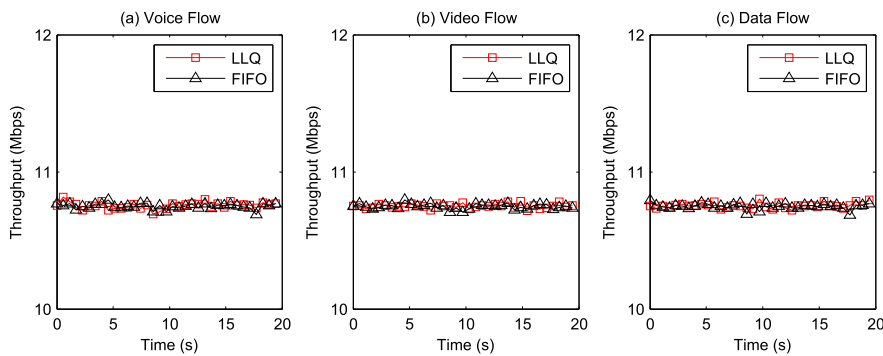 (a) Voice Flow
12
11
10
Throughput (Mbps)
LLQ
FIFO
0 5 10 15 20
Time (s)
(b) Video Flow
12
11
10
Throughput (Mbps)
LLQ
FIFO
0 5 10 15 20
Time (s)
(c) Data Flow
12
11
10
Throughput (Mbps)
LLQ
FIFO
0 5 10 15 20
Time (s)